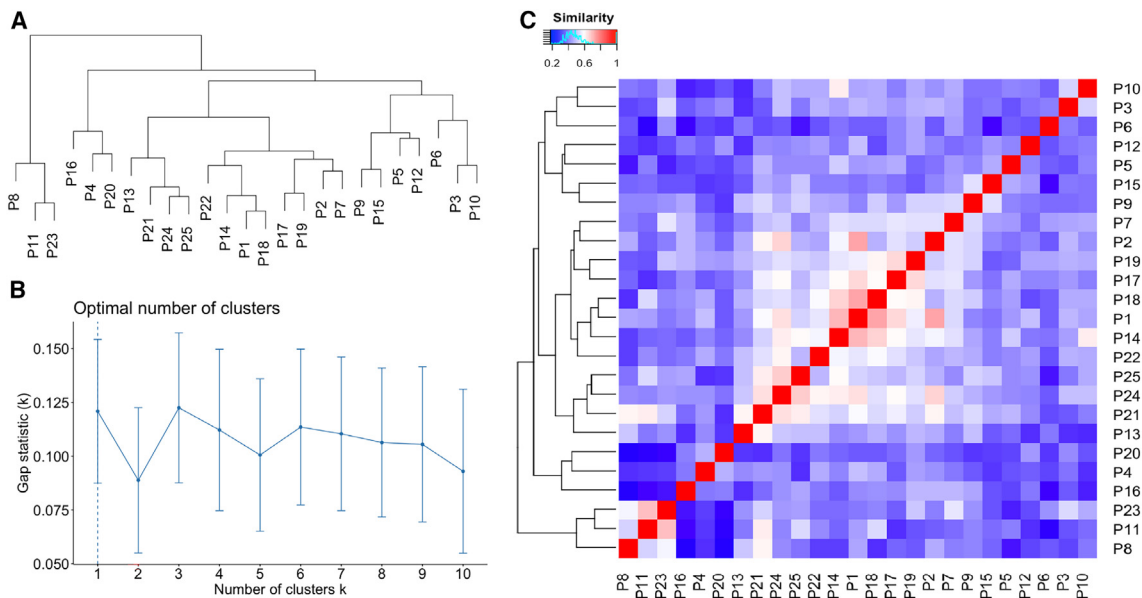 A
P8
P11
P23
P16
P4
P20
P13
P21
P24
P25
P22
P14
P1
P18
P17
P19
P2
P7
P9
P15
P5
P12
P6
P3
P10
B
Optimal number of clusters
Gap statistic (k)
0.150
0.125
0.100
0.075
0.050
1 2 3 4 5 6 7 8 9 10
Number of clusters k
C
Similarity
0.2 0.6 1
P10
P3
P6
P12
P5
P15
P9
P7
P2
P19
P17
P18
P1
P14
P22
P25
P24
P21
P13
P20
P4
P16
P23
P11
P8
P8 P11 P23 P16 P4 P20 P13 P21 P24 P25 P22 P14 P1 P18 P17 P19 P2 P7 P9 P15 P5 P12 P6 P3 P10